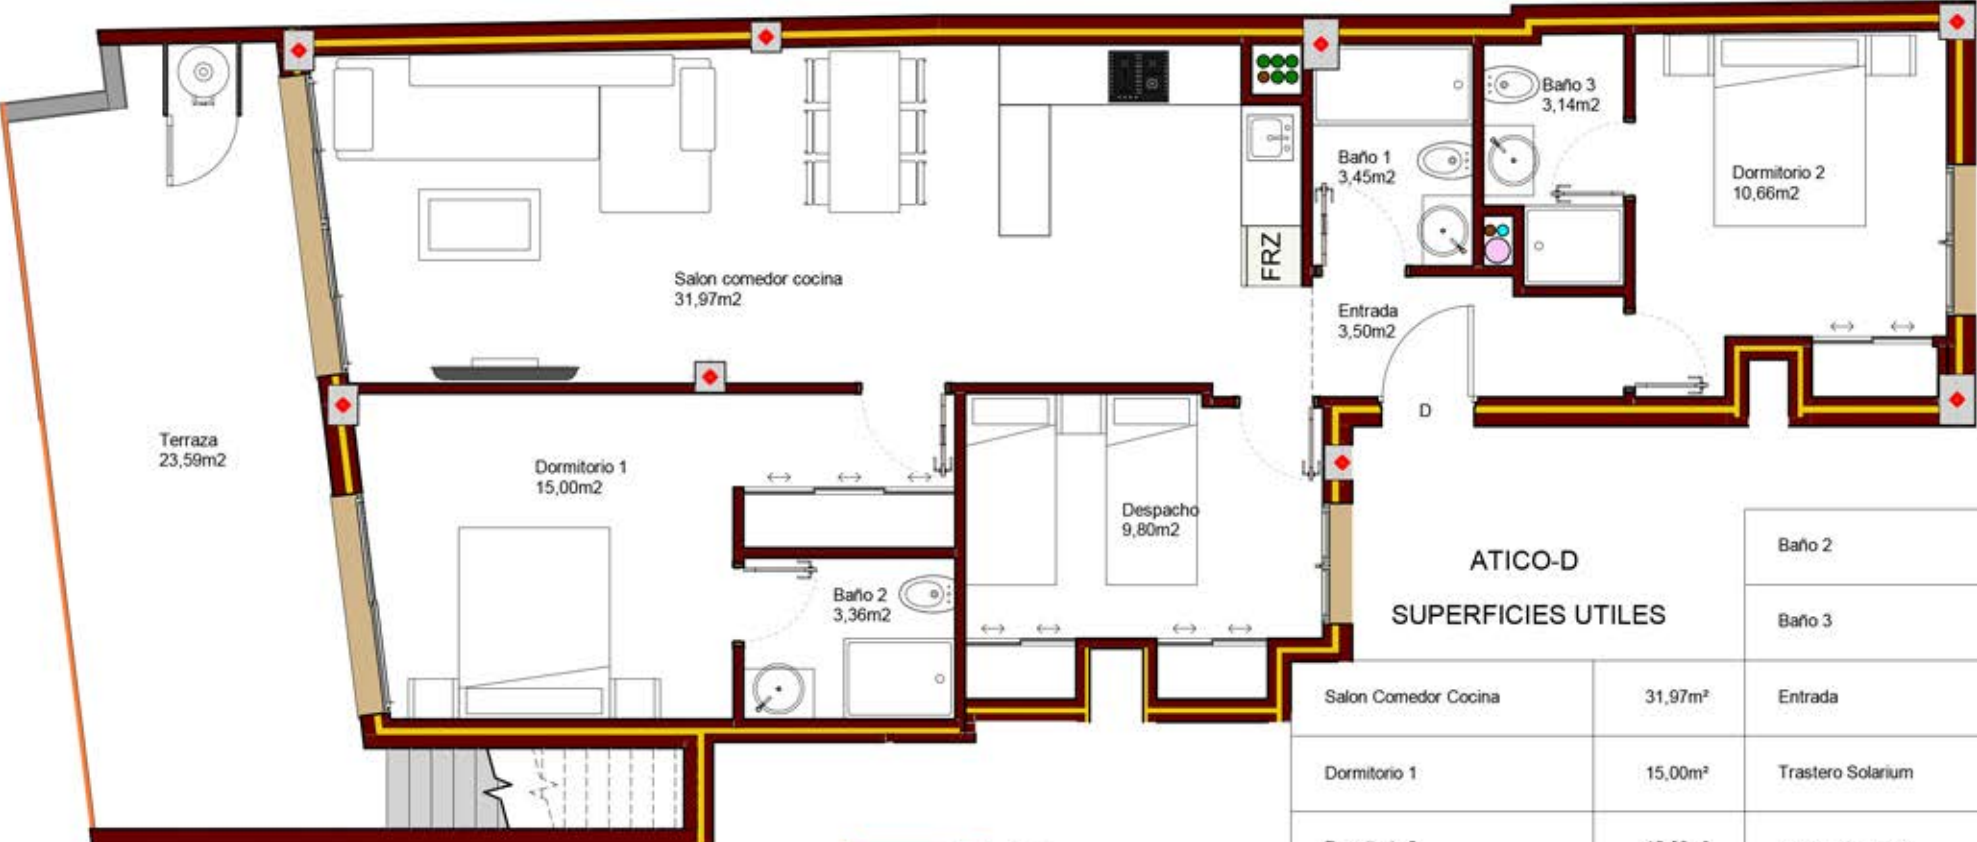 Baño 3
3,14m2
Baño 1
3,45m2
Dormitorio 2
10,66m2
FRZ
Salon comedor cocina
31,97m2
Entrada
3,50m2
D
Terraza
23,59m2
Dormitorio 1
15,00m2
Despacho
9,80m2
Baño 2
3,36m2
ATICO-D
SUPERFICIES UTILES
Baño 2
Baño 3
Salon Comedor Cocina 31,97m² Entrada
Dormitorio 1 15,00m² Trastero Solarium